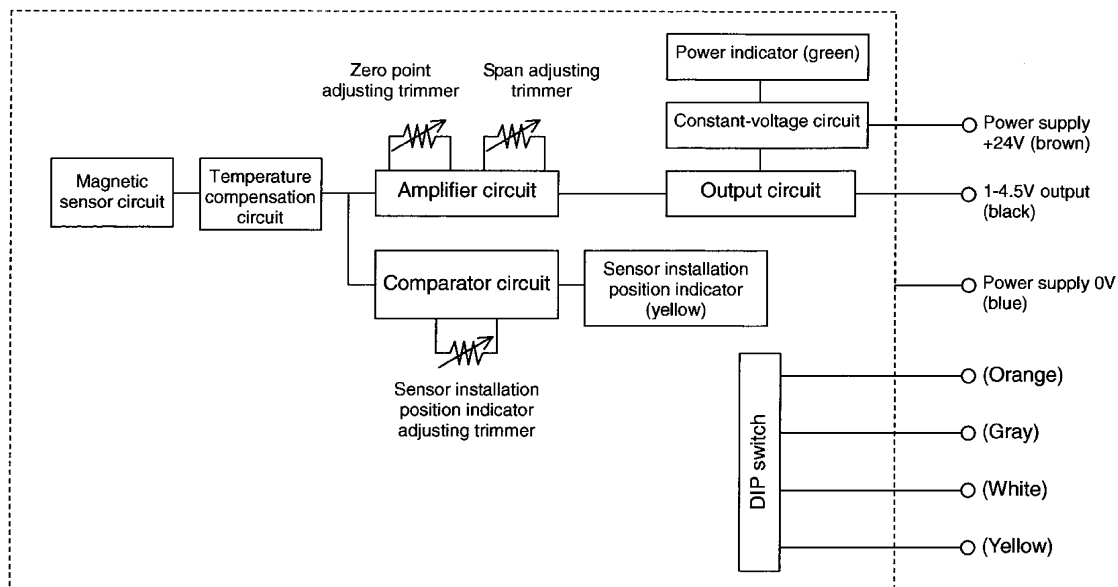 Power indicator (green)
Zero point
adjusting trimmer
Span adjusting
trimmer
Constant-voltage circuit
Power supply
+24V (brown)
Magnetic
sensor circuit
Temperature
compensation
circuit
Amplifier circuit
Output circuit
1-4.5V output
(black)
Comparator circuit
Sensor installation
position indicator
(yellow)
Power supply 0V
(blue)
Sensor installation
position indicator
adjusting trimmer
DIP switch
(Orange)
(Gray)
(White)
(Yellow)